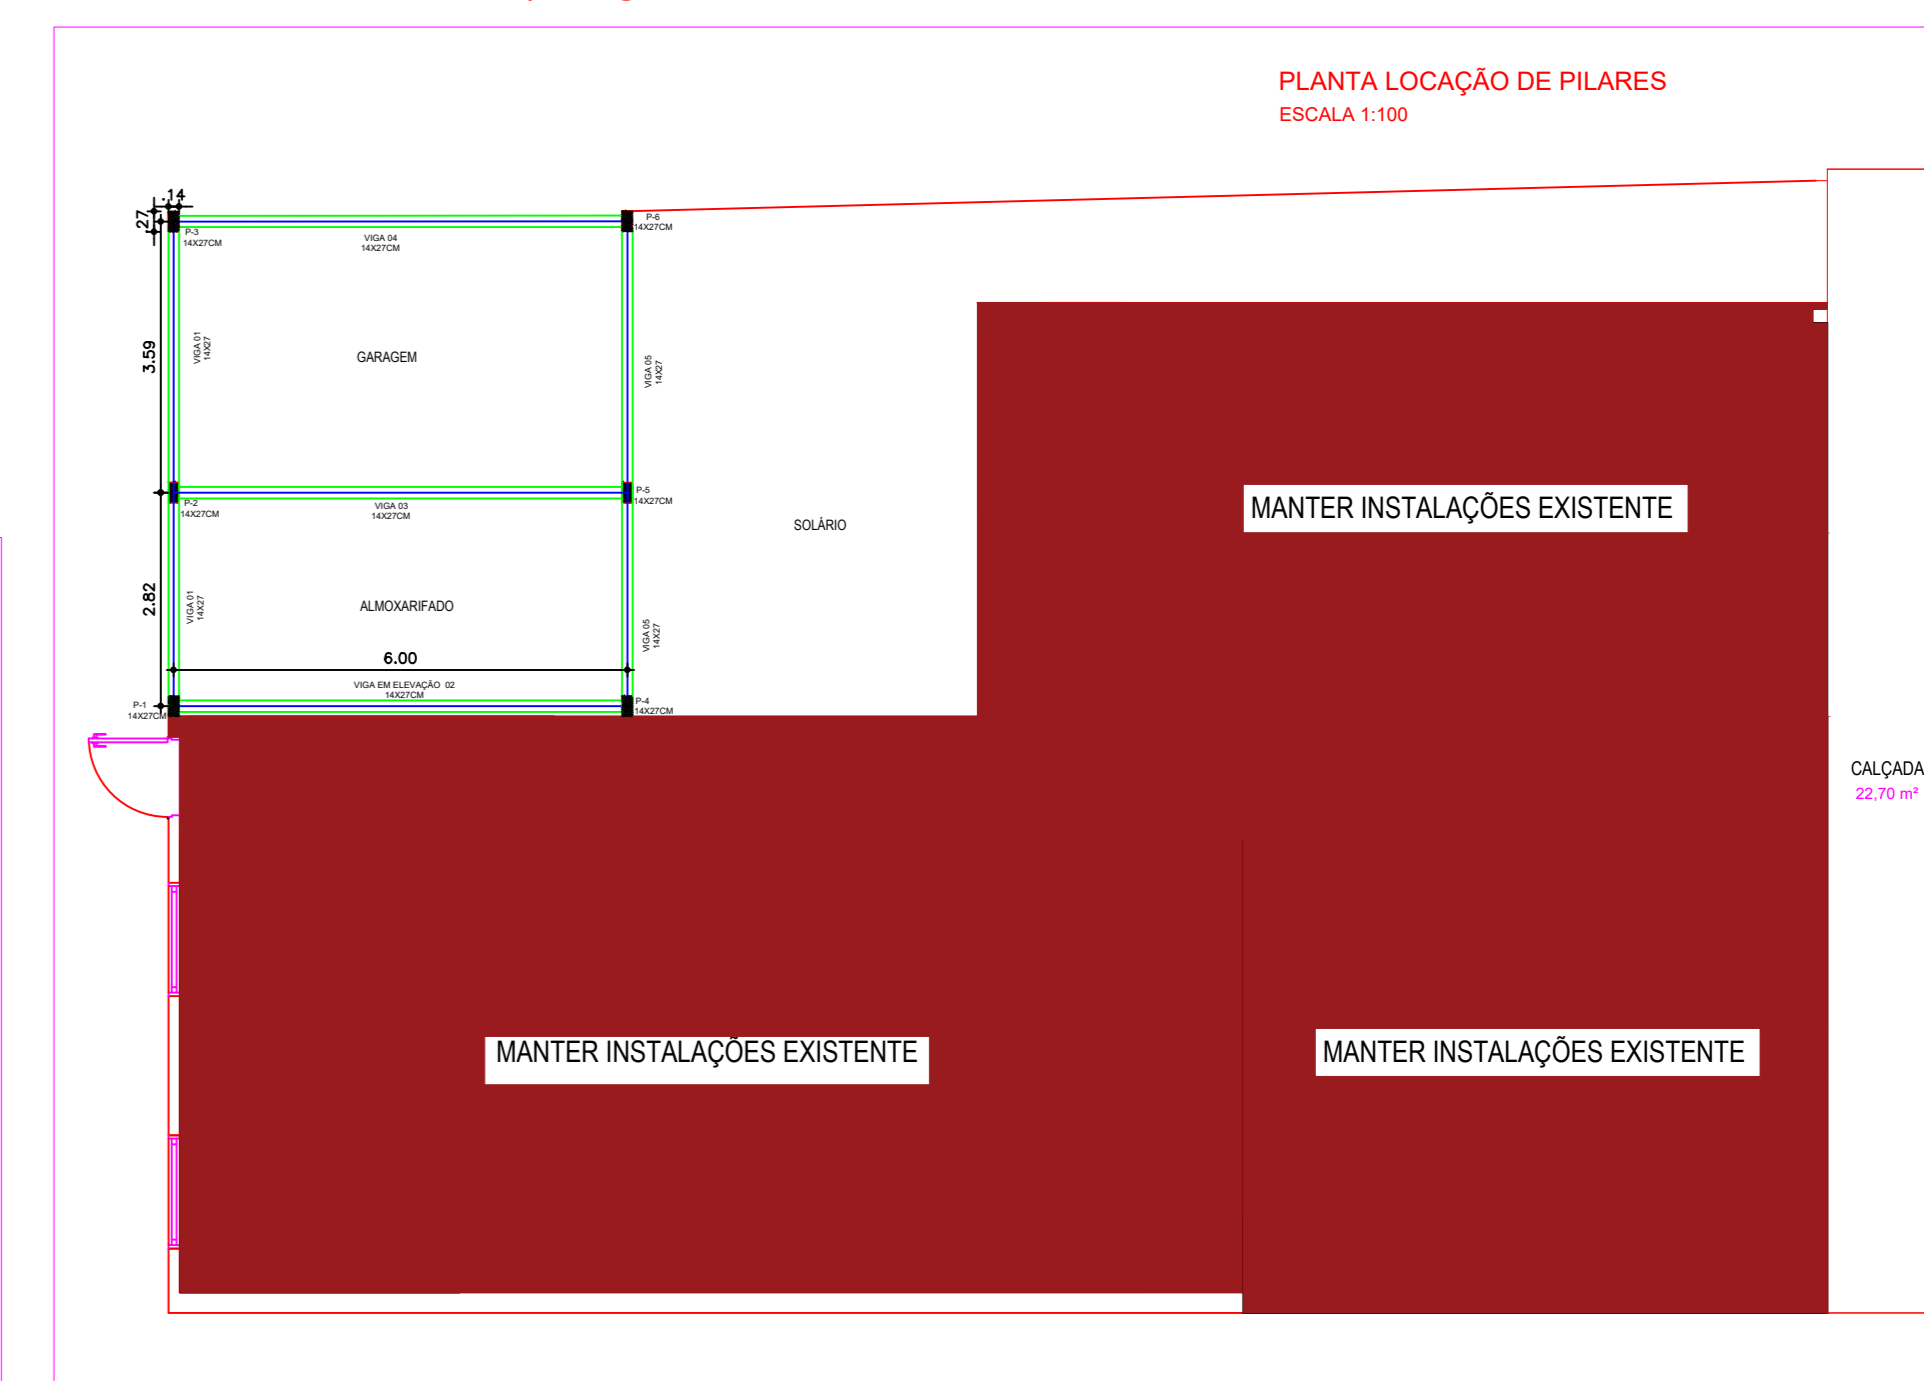 PLANTA LOCAÇÃO DE PILARES
ESCALA 1:100
.14
27
P-3
14X27CM
VIGA 04
14X27CM
P-6
14X27CM
3.59
VIGA 01
14X27
GARAGEM
VIGA 05
14X27
P-2
14X27CM
VIGA 03
14X27CM
P-5
14X27CM
SOLÁRIO
MANTER INSTALAÇÕES EXISTENTE
2.82
VIGA 01
14X27
ALMOXARIFADO
VIGA 05
14X27
6.00
VIGA EM ELEVAÇÃO 02
14X27CM
P-1
14X27CM
P-4
14X27CM
CALÇADA
22,70 m²
MANTER INSTALAÇÕES EXISTENTE
MANTER INSTALAÇÕES EXISTENTE